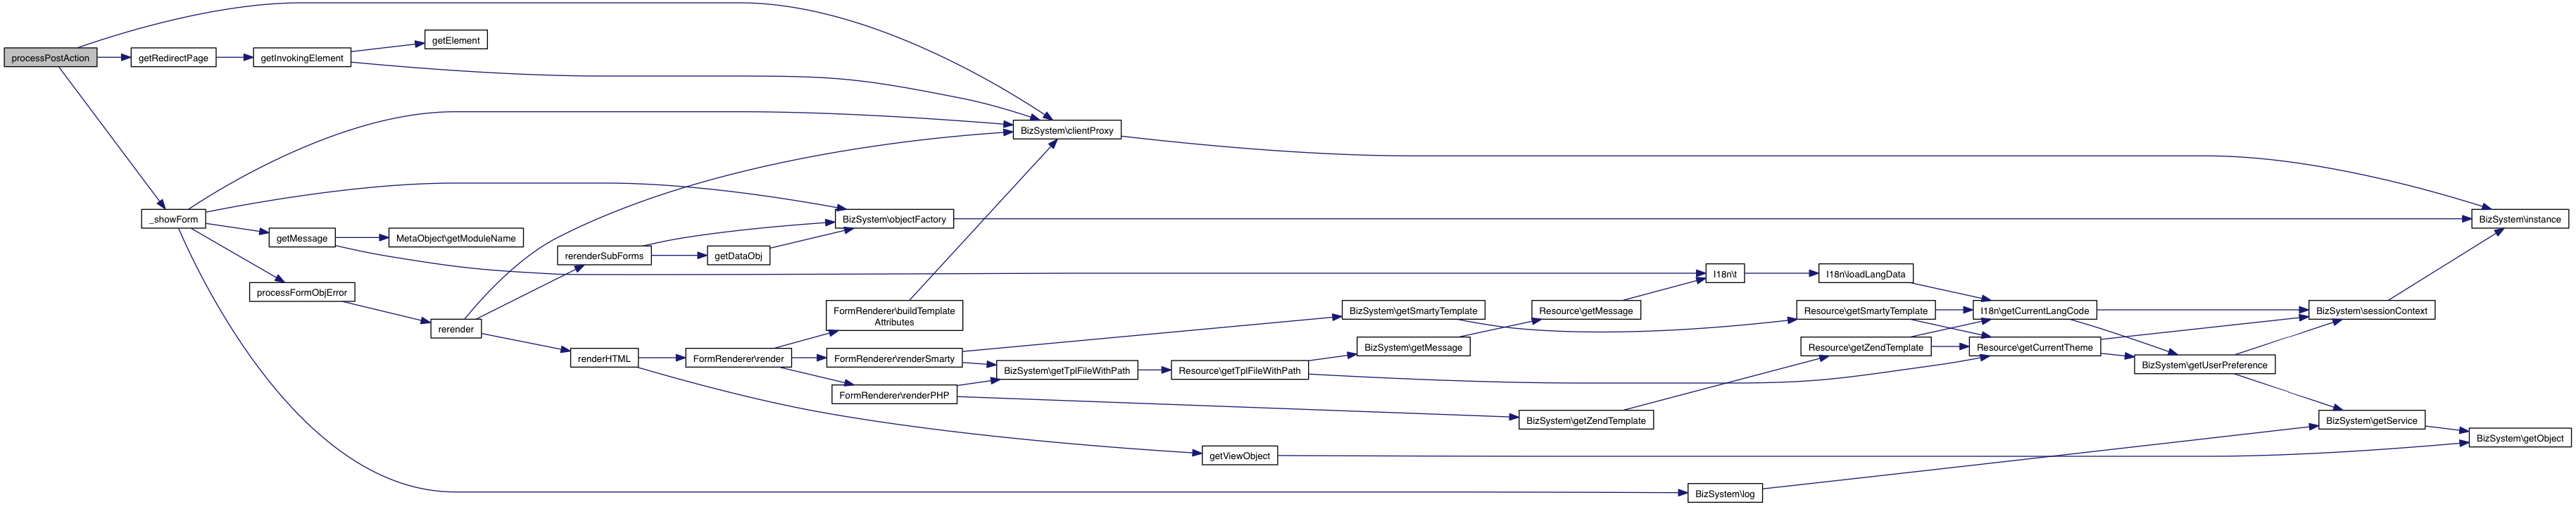 processPostAction
getRedirectPage
getInvokingElement
getElement
BizSystem\clientProxy
_showForm
getMessage
MetaObject\getModuleName
processFormObjError
rerender
rerenderSubForms
getDataObj
BizSystem\objectFactory
renderHTML
FormRenderer\render
FormRenderer\buildTemplate
Attributes
FormRenderer\renderSmarty
FormRenderer\renderPHP
BizSystem\getTplFileWithPath
Resource\getTplFileWithPath
getViewObject
BizSystem\getSmartyTemplate
BizSystem\getMessage
Resource\getMessage
BizSystem\getZendTemplate
I18n\t
BizSystem\log
I18n\loadLangData
Resource\getSmartyTemplate
Resource\getZendTemplate
I18n\getCurrentLangCode
Resource\getCurrentTheme
BizSystem\getUserPreference
BizSystem\sessionContext
BizSystem\getService
BizSystem\instance
BizSystem\getObject